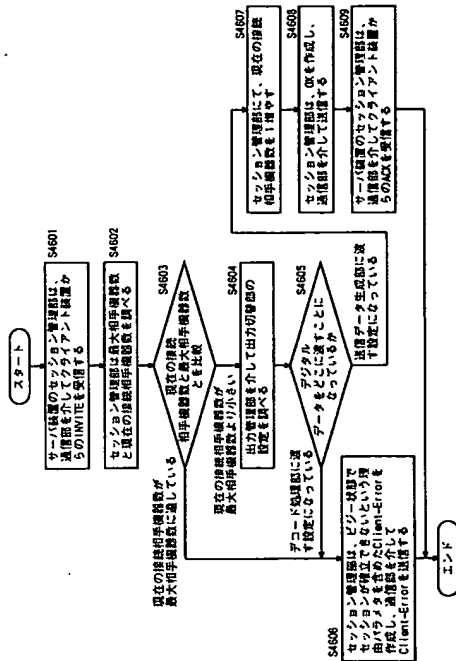 スタート
S4601
サーバ装置のセッション管理部は、
通信部を介してクライアント装置か
らのINVITEを受信する
S4602
セッション管理部は最大相手機器数
と現在の接続相手機器数を調べる
S4603
現在の接続
相手機器数と最大相手機器数
とを比較
現在の接続相手機器数が
最大相手機器数に達している
現在の接続相手機器数が
最大相手機器数より小さい
S4604
出力管理部を介して出力切替部の
設定を調べる
S4605
デジタル
データをどこに渡すことに
なっているか
デコード処理部に渡
す設定になっている
送信データ生成部に渡
す設定になっている
S4606
セッション管理部は、ビジー状態で
セッションが確立できないという理
由パラメタを含めたClient-Errorを
作成し、通信部を介して
Client-Errorを送信する
S4607
セッション管理部にて、現在の接続
相手機器数を1増やす
S4608
セッション管理部は、OKを作成し、
通信部を介して送信する
S4609
サーバ装置のセッション管理部は、
通信部を介してクライアント装置か
らのACKを受信する
エンド